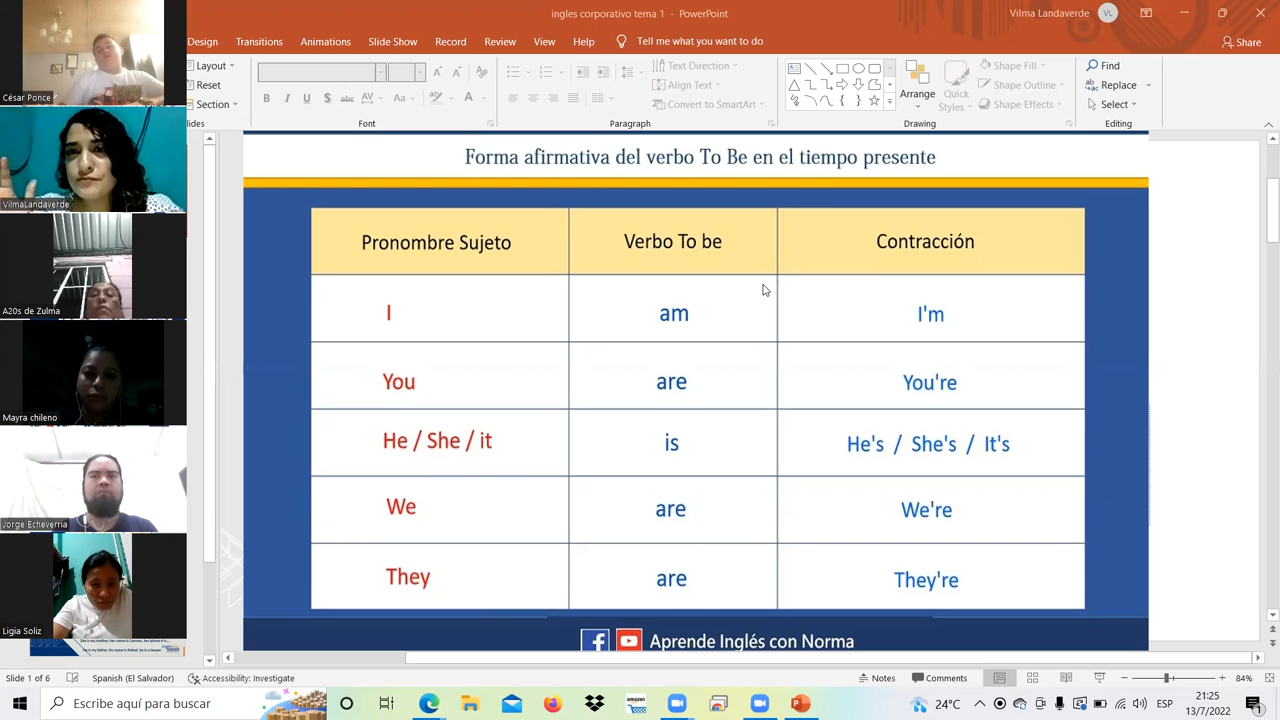 ingles corporativo tema 1 - PowerPoint
Vilma Landaverde
VL
Design Transitions Animations Slide Show Record Review View Help Tell me what you want to do Share
Layout
Reset
Section
Text Direction
Align Text
Convert to SmartArt
Arrange
Quick Styles
Shape Fill
Shape Outline
Shape Effects
Find
Replace
Select
Font Paragraph Drawing Editing
César Ponce
VilmaLandaverde
A20s de Zulma
Mayra chileno
Jorge Echeverria
Ligia Soliz
Forma afirmativa del verbo To Be en el tiempo presente
Pronombre Sujeto Verbo To be Contracción
I am I'm
You are You're
He / She / it is He's / She's / It's
We are We're
They are They're
Aprende Inglés con Norma
Slide 1 of 6 Spanish (El Salvador) Accessibility: Investigate Notes Comments 84%
Escribe aquí para buscar
amazon
24°C
ESP
21:25
13/7/2022